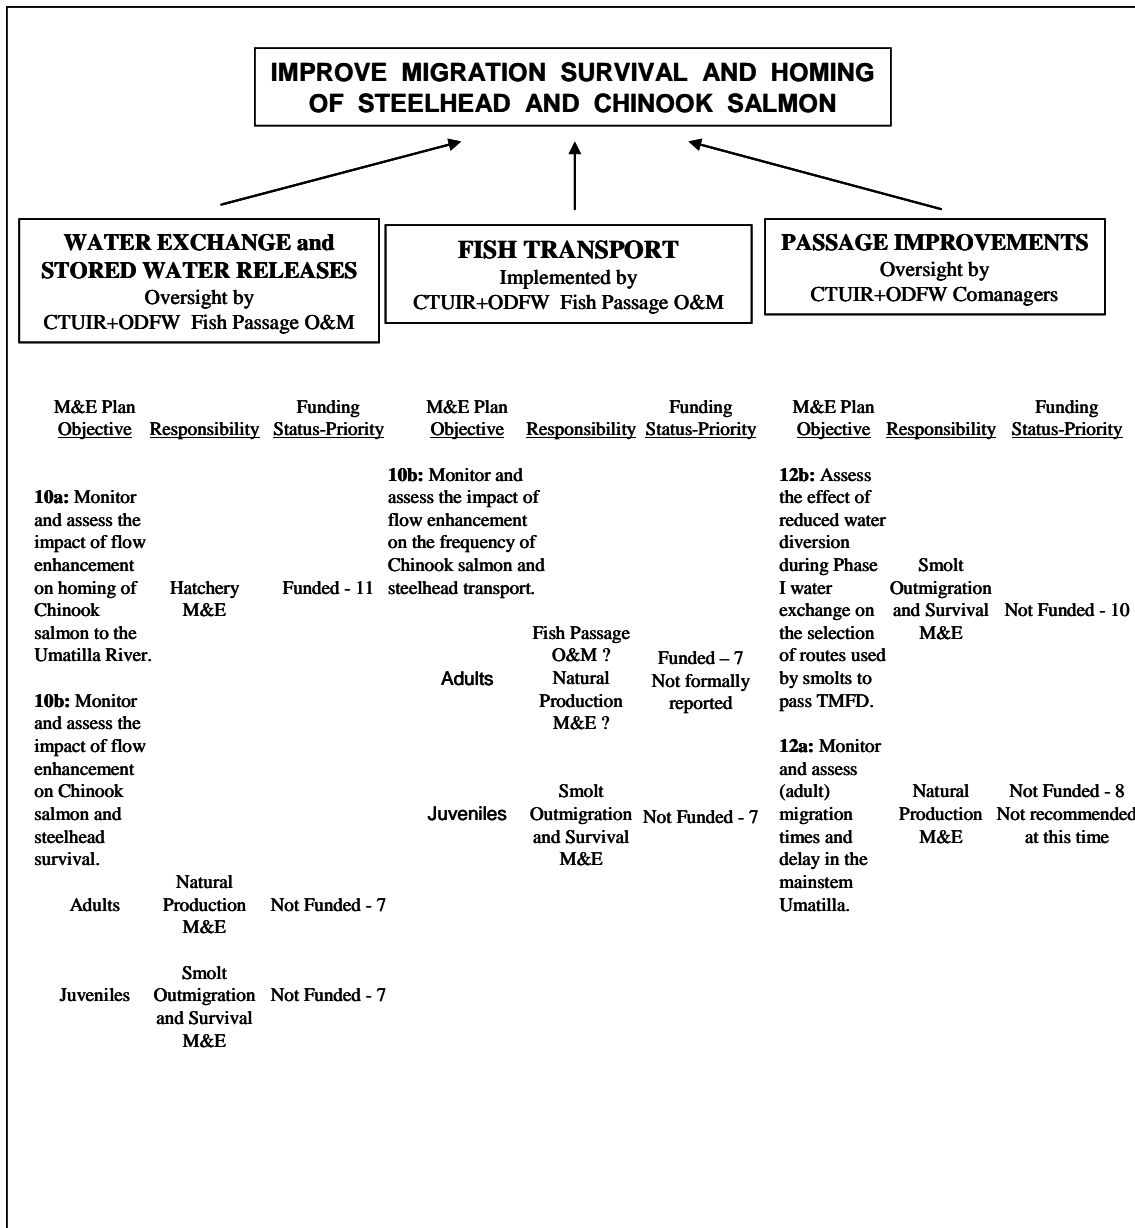 IMPROVE MIGRATION SURVIVAL AND HOMING
OF STEELHEAD AND CHINOOK SALMON
WATER EXCHANGE and
STORED WATER RELEASES
Oversight by
CTUIR+ODFW Fish Passage O&M
FISH TRANSPORT
Implemented by
CTUIR+ODFW Fish Passage O&M
PASSAGE IMPROVEMENTS
Oversight by
CTUIR+ODFW Comanagers
M&E Plan
Objective
Responsibility
Funding
Status-Priority
10a: Monitor
and assess the
impact of flow
enhancement
on homing of
Chinook
salmon to the
Umatilla River.
Hatchery
M&E
Funded - 11
10b: Monitor
and assess the
impact of flow
enhancement
on Chinook
salmon and
steelhead
survival.
Adults
Natural
Production
M&E
Not Funded - 7
Juveniles
Smolt
Outmigration
and Survival
M&E
Not Funded - 7
M&E Plan
Objective
Responsibility
Funding
Status-Priority
10b: Monitor and
assess the impact of
flow enhancement
on the frequency of
Chinook salmon and
steelhead transport.
Adults
Fish Passage
O&M ?
Natural
Production
M&E ?
Funded – 7
Not formally
reported
Juveniles
Smolt
Outmigration
and Survival
M&E
Not Funded - 7
M&E Plan
Objective
Responsibility
Funding
Status-Priority
12b: Assess
the effect of
reduced water
diversion
during Phase
I water
exchange on
the selection
of routes used
by smolts to
pass TMFD.
Smolt
Outmigration
and Survival
M&E
Not Funded - 10
12a: Monitor
and assess
(adult)
migration
times and
delay in the
mainstem
Umatilla.
Natural
Production
M&E
Not Funded - 8
Not recommended
at this time